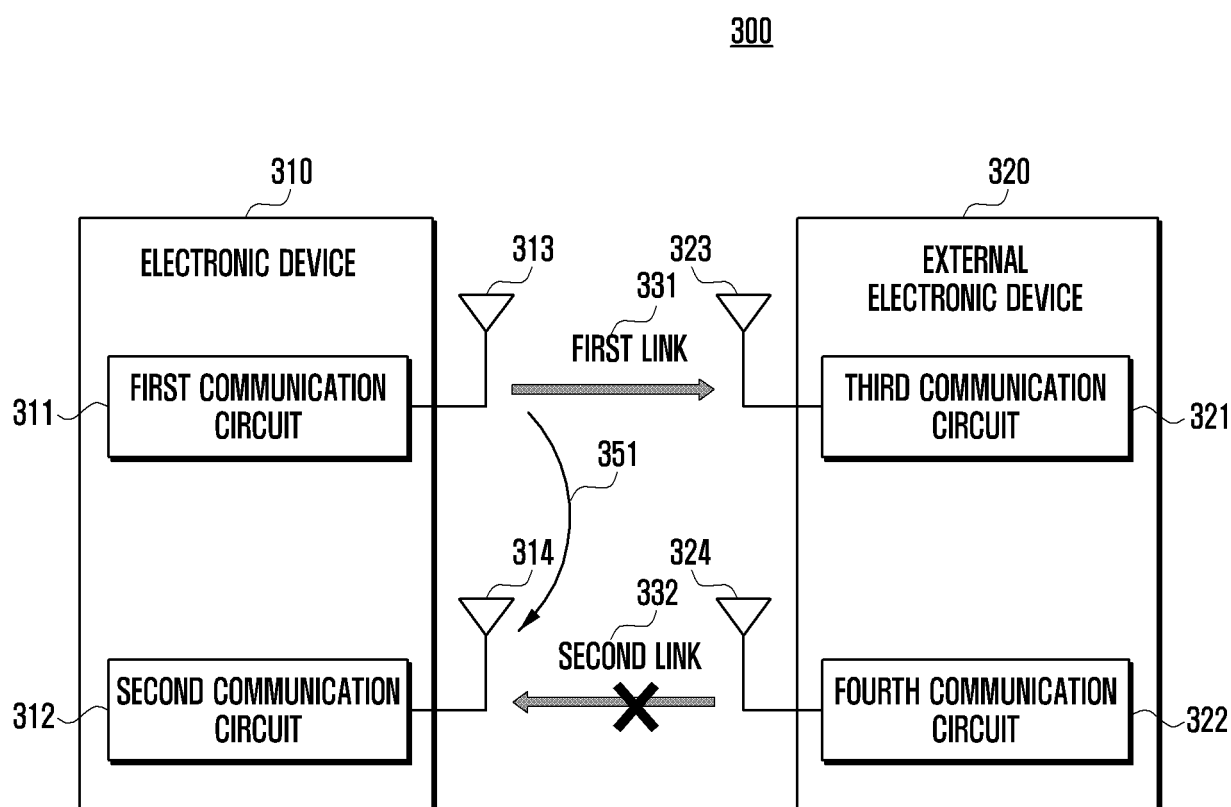 300
310
320
ELECTRONIC DEVICE
EXTERNAL
ELECTRONIC DEVICE
313
323
331
FIRST LINK
FIRST COMMUNICATION
CIRCUIT
311
THIRD COMMUNICATION
CIRCUIT
321
351
314
324
332
SECOND LINK
SECOND COMMUNICATION
CIRCUIT
312
FOURTH COMMUNICATION
CIRCUIT
322